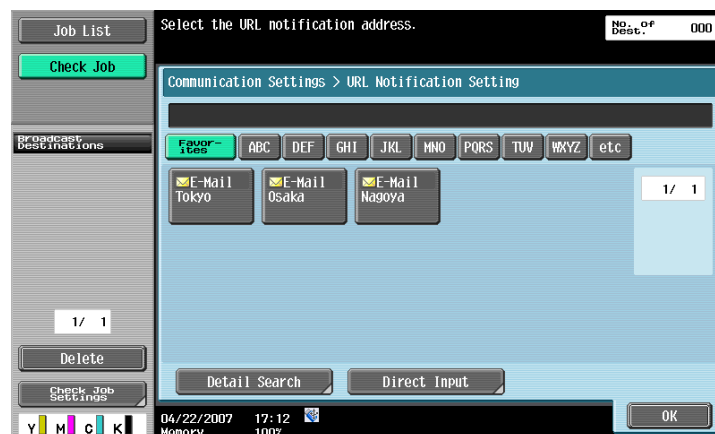 Job List
Check Job
Select the URL notification address.
No. of
Dest.
000
Communication Settings > URL Notification Setting
Broadcast
Destinations
Favor-
ites
ABC
DEF
GHI
JKL
MNO
PQRS
TUV
WXYZ
etc
E-Mail
Tokyo
E-Mail
Osaka
E-Mail
Nagoya
1/ 1
1/ 1
Delete
Check Job
Settings
Detail Search
Direct Input
Y M C K
04/22/2007 17:12
Memory 100%
OK